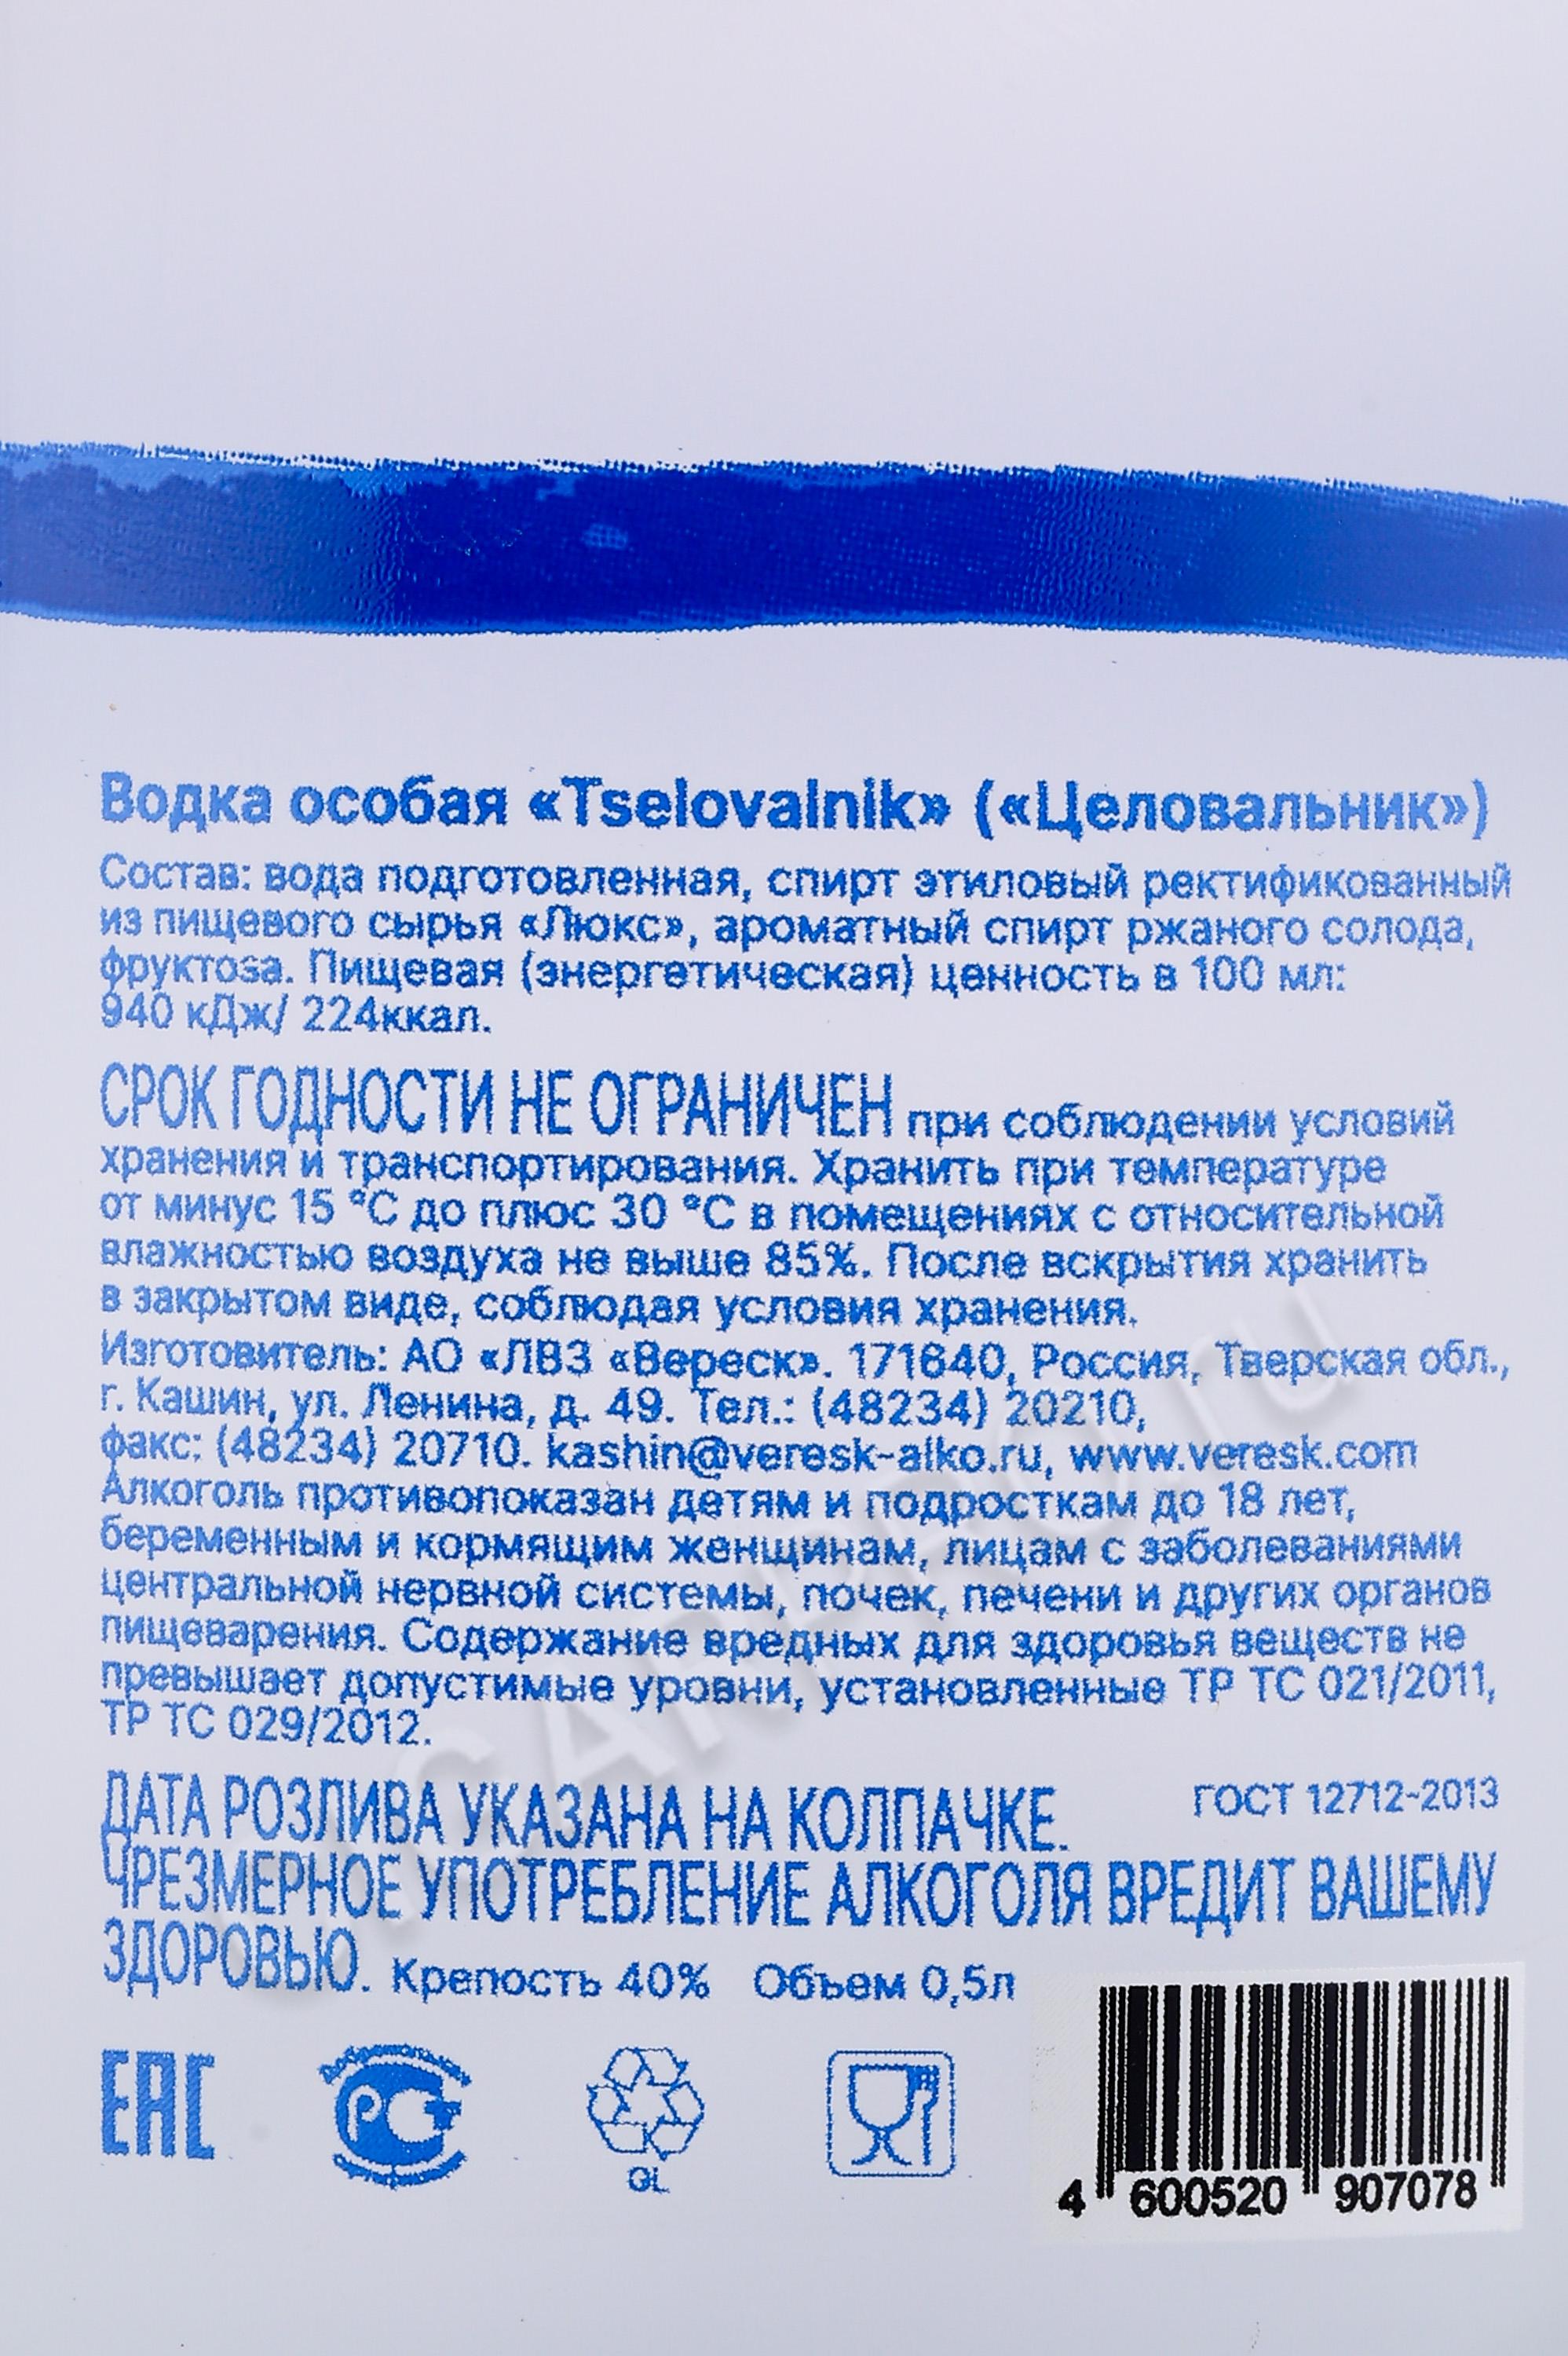 Водка особая «Tselovalnik» («Целовальник»)
Состав: вода подготовленная, спирт этиловый ректификованный
из пищевого сырья «Люкс», ароматный спирт ржаного солода,
фруктоза. Пищевая (энергетическая) ценность в 100 мл:
940 кДж/ 224ккал.
СРОК ГОДНОСТИ НЕ ОГРАНИЧЕН при соблюдении условий
хранения и транспортирования. Хранить при температуре
от минус 15 °С до плюс 30 °С в помещениях с относительной
влажностью воздуха не выше 85%. После вскрытия хранить
в закрытом виде, соблюдая условия хранения.
Изготовитель: АО «ЛВЗ «Вереск». 171640, Россия, Тверская обл.,
г. Кашин, ул. Ленина, д. 49. Тел.: (48234) 20210,
факс: (48234) 20710. kashin@veresk-alko.ru, www.veresk.com
Алкоголь противопоказан детям и подросткам до 18 лет,
беременным и кормящим женщинам, лицам с заболеваниями
центральной нервной системы, почек, печени и других органов
пищеварения. Содержание вредных для здоровья веществ не
превышает допустимые уровни, установленные ТР ТС 021/2011,
ТР ТС 029/2012.
ДАТА РОЗЛИВА УКАЗАНА НА КОЛПАЧКЕ. ГОСТ 12712-2013
ЧРЕЗМЕРНОЕ УПОТРЕБЛЕНИЕ АЛКОГОЛЯ ВРЕДИТ ВАШЕМУ
ЗДОРОВЬЮ. Крепость 40% Объем 0,5л
ЕАС
GL
4 600520 907078